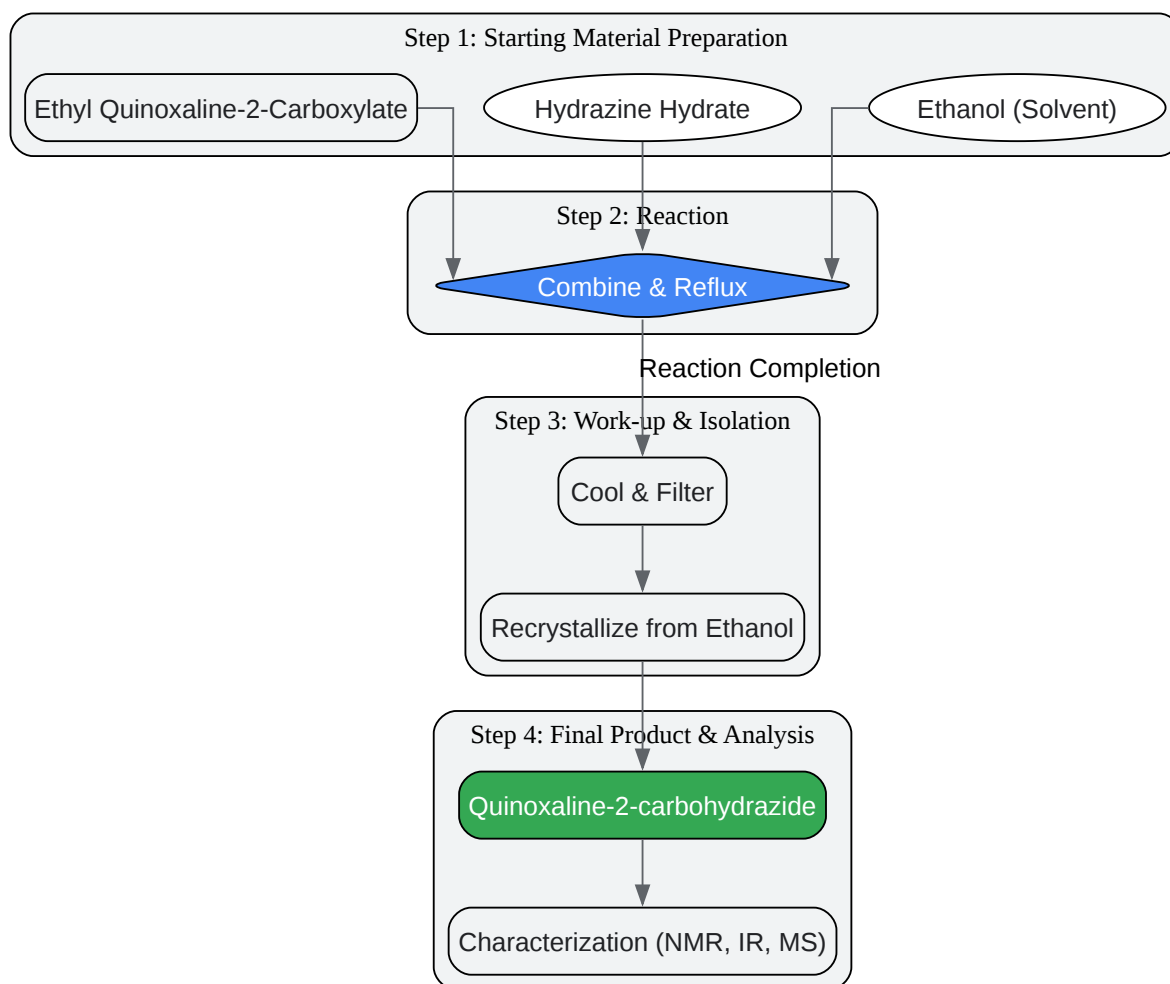 Step 1: Starting Material Preparation
Ethyl Quinoxaline-2-Carboxylate
Hydrazine Hydrate
Ethanol (Solvent)
Step 2: Reaction
Combine & Reflux
Reaction Completion
Step 3: Work-up & Isolation
Cool & Filter
Recrystallize from Ethanol
Step 4: Final Product & Analysis
Quinoxaline-2-carbohydrazide
Characterization (NMR, IR, MS)